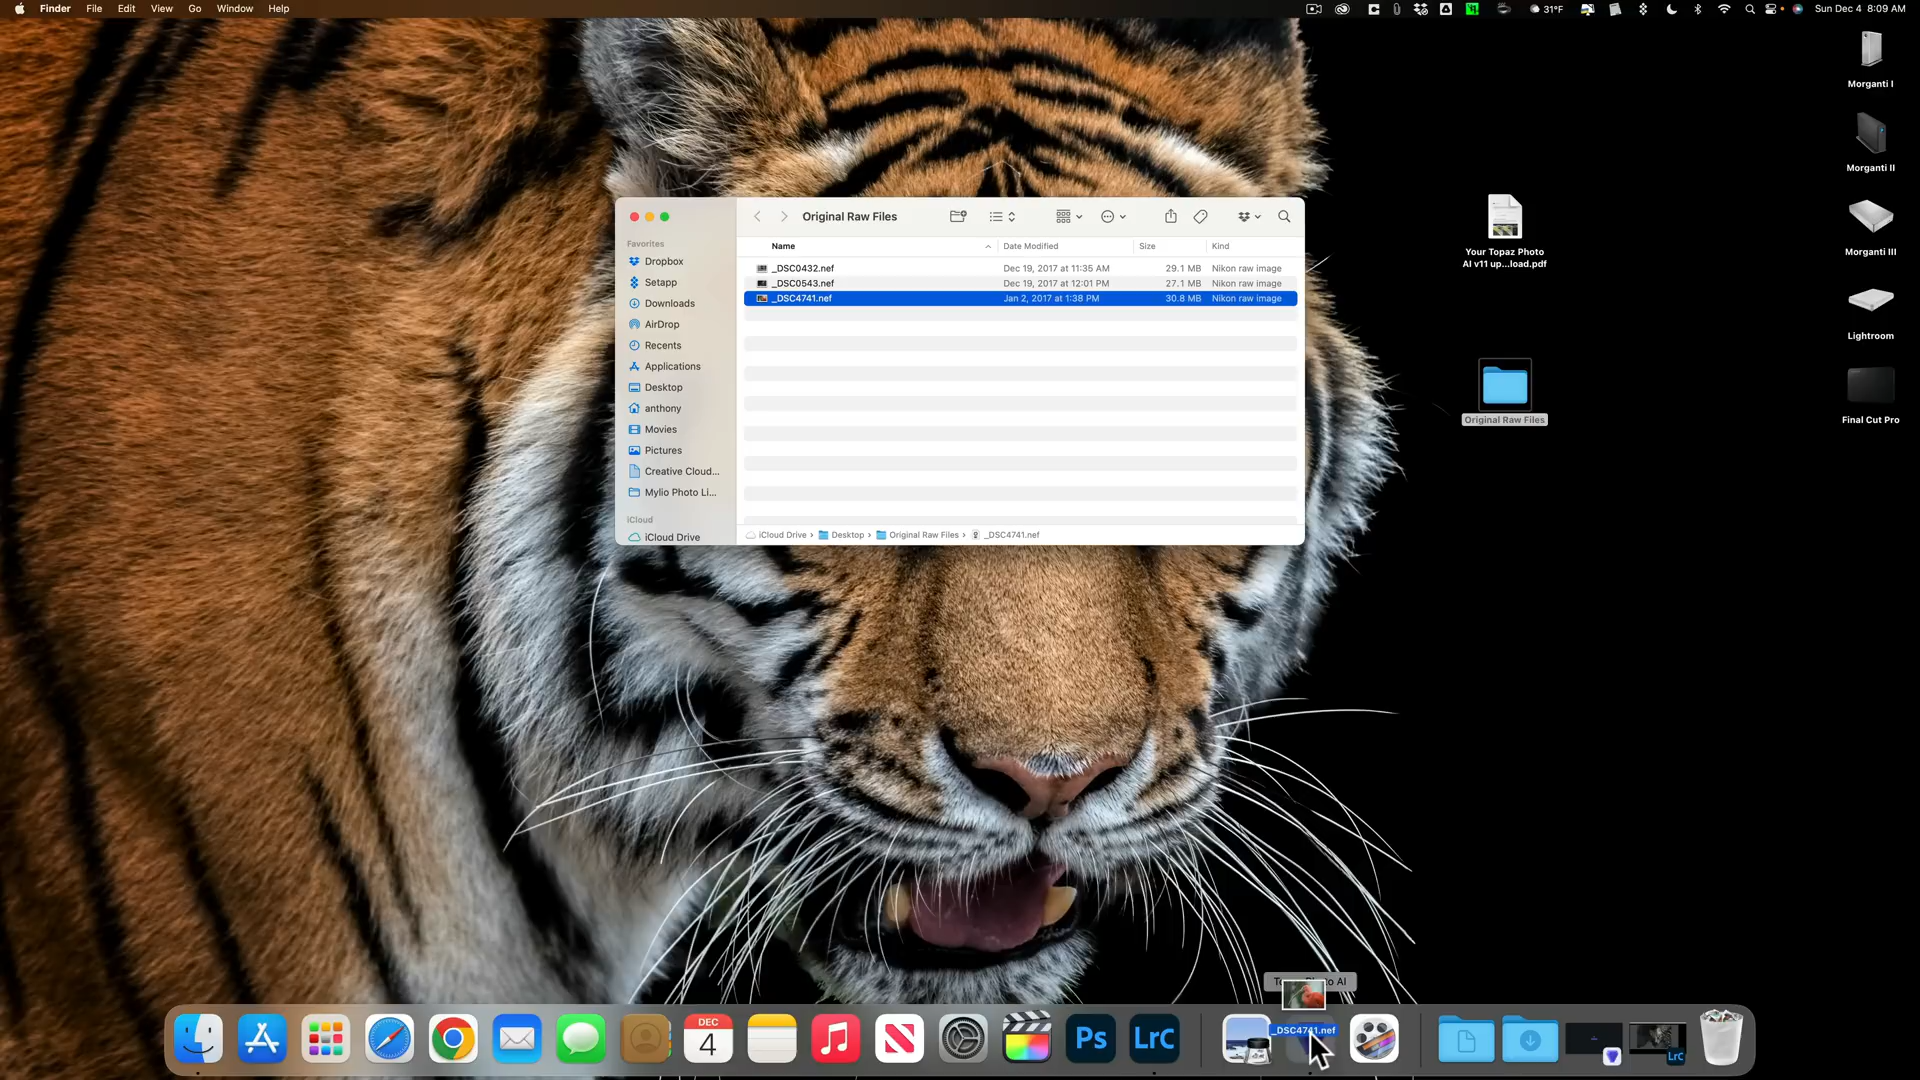 Finder File Edit View Go Window Help
31°F Sun Dec 4 8:09 AM
Morganti I
Morganti II
Morganti III
Lightroom
Final Cut Pro
Your Topaz Photo
AI v11 up...load.pdf
Original Raw Files
Original Raw Files
Name Date Modified Size Kind
_DSC0432.nef Dec 19, 2017 at 11:35 AM 29.1 MB Nikon raw image
_DSC0543.nef Dec 19, 2017 at 12:01 PM 27.1 MB Nikon raw image
_DSC4741.nef Jan 2, 2017 at 1:38 PM 30.8 MB Nikon raw image
Favorites
Dropbox
Setapp
Downloads
AirDrop
Recents
Applications
Desktop
anthony
Movies
Pictures
Creative Cloud...
Mylio Photo Li...
iCloud
iCloud Drive
iCloud Drive › Desktop › Original Raw Files › _DSC4741.nef
AI
_DSC4741.nef
DEC
4
Ps
LrC
LrC